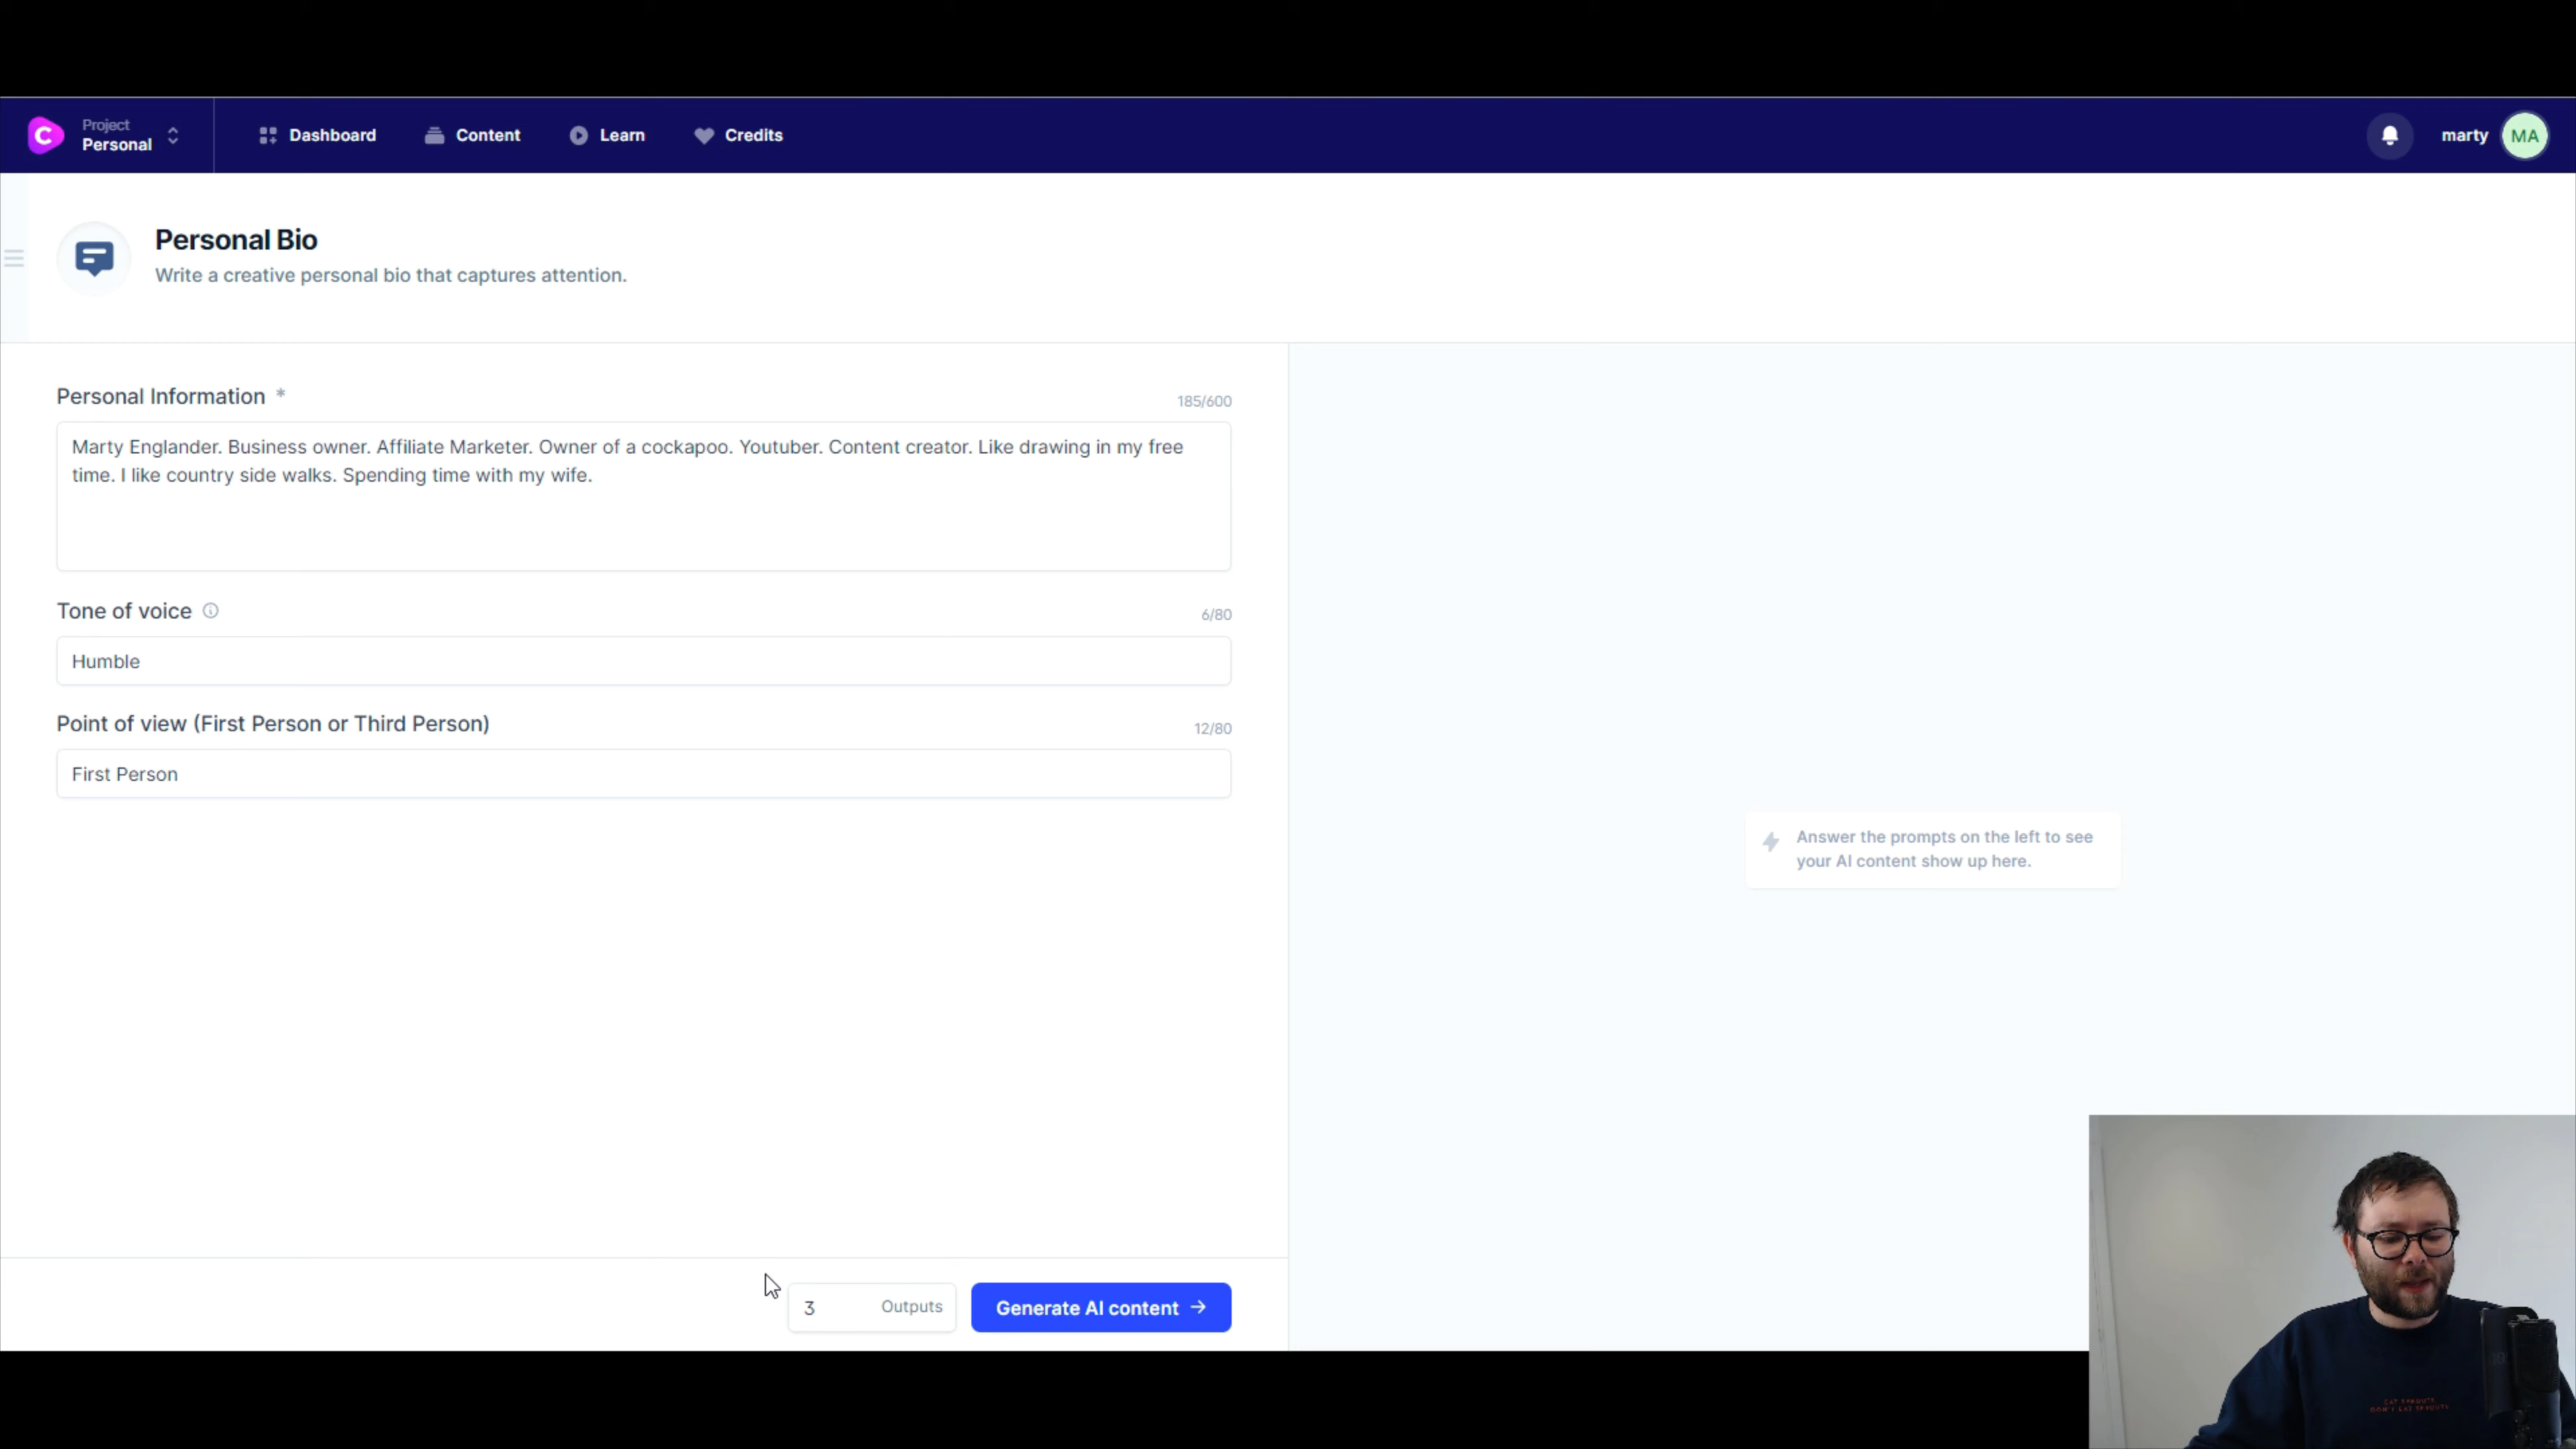 C
Project
Personal
Dashboard
Content
Learn
Credits
marty
MA
Personal Bio
Write a creative personal bio that captures attention.
Personal Information *
185/600
Marty Englander. Business owner. Affiliate Marketer. Owner of a cockapoo. Youtuber. Content creator. Like drawing in my free
time. I like country side walks. Spending time with my wife.
Tone of voice
6/80
Humble
Point of view (First Person or Third Person)
12/80
First Person
Answer the prompts on the left to see
your AI content show up here.
3
Outputs
Generate AI content →